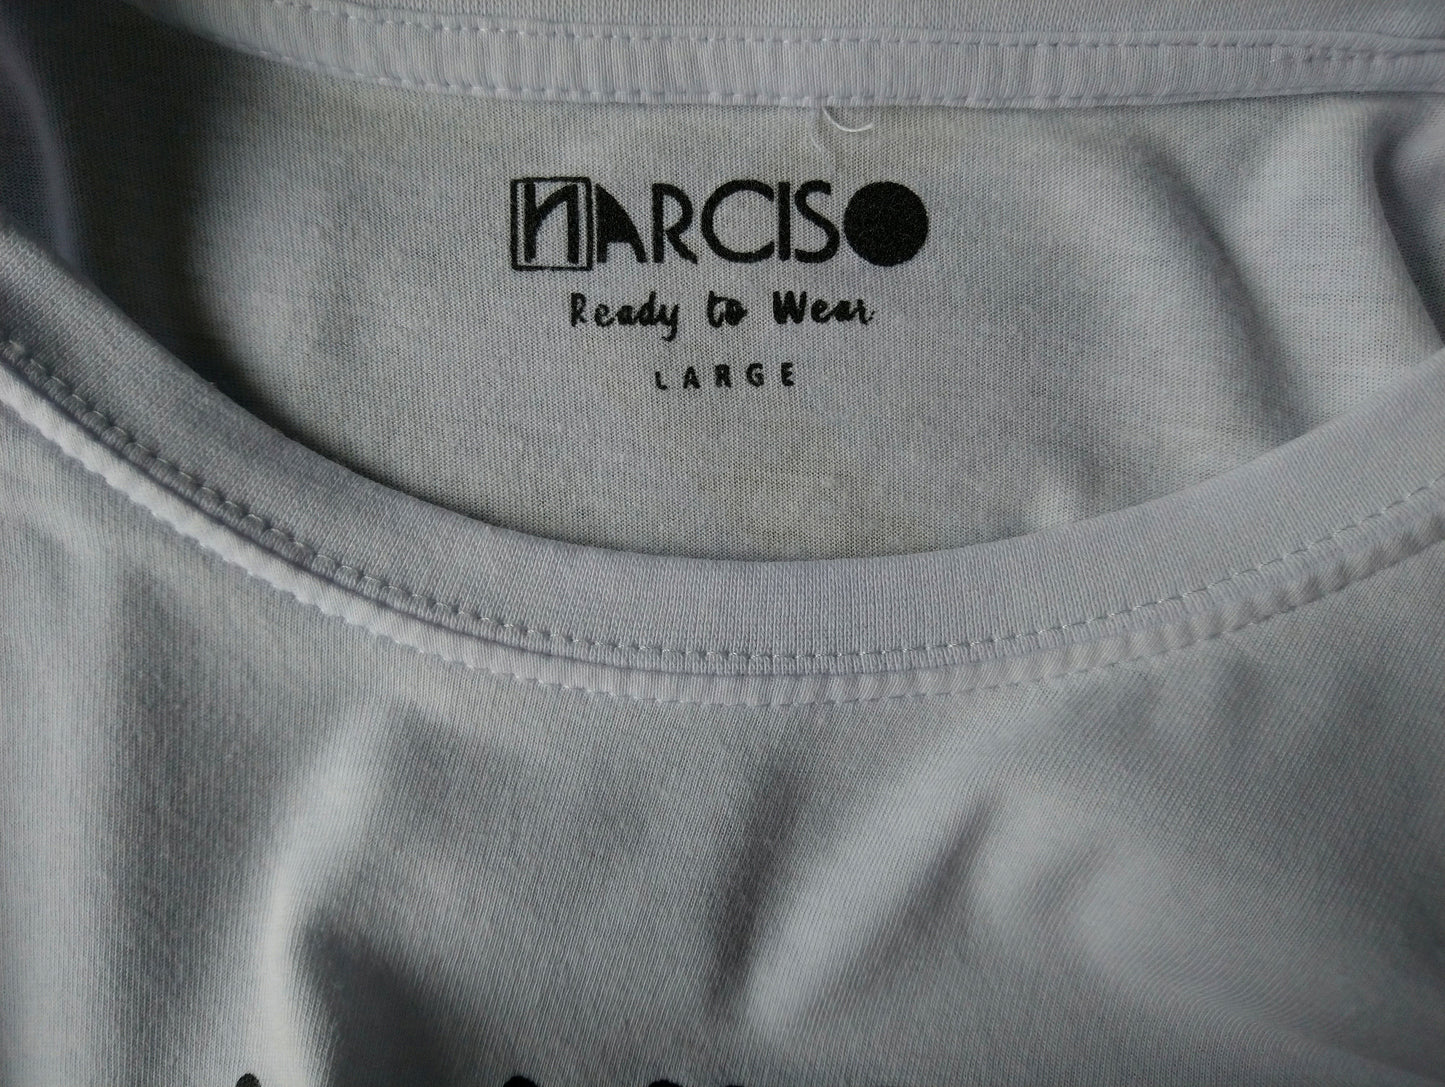 NARCISO
Ready to Wear
LARGE